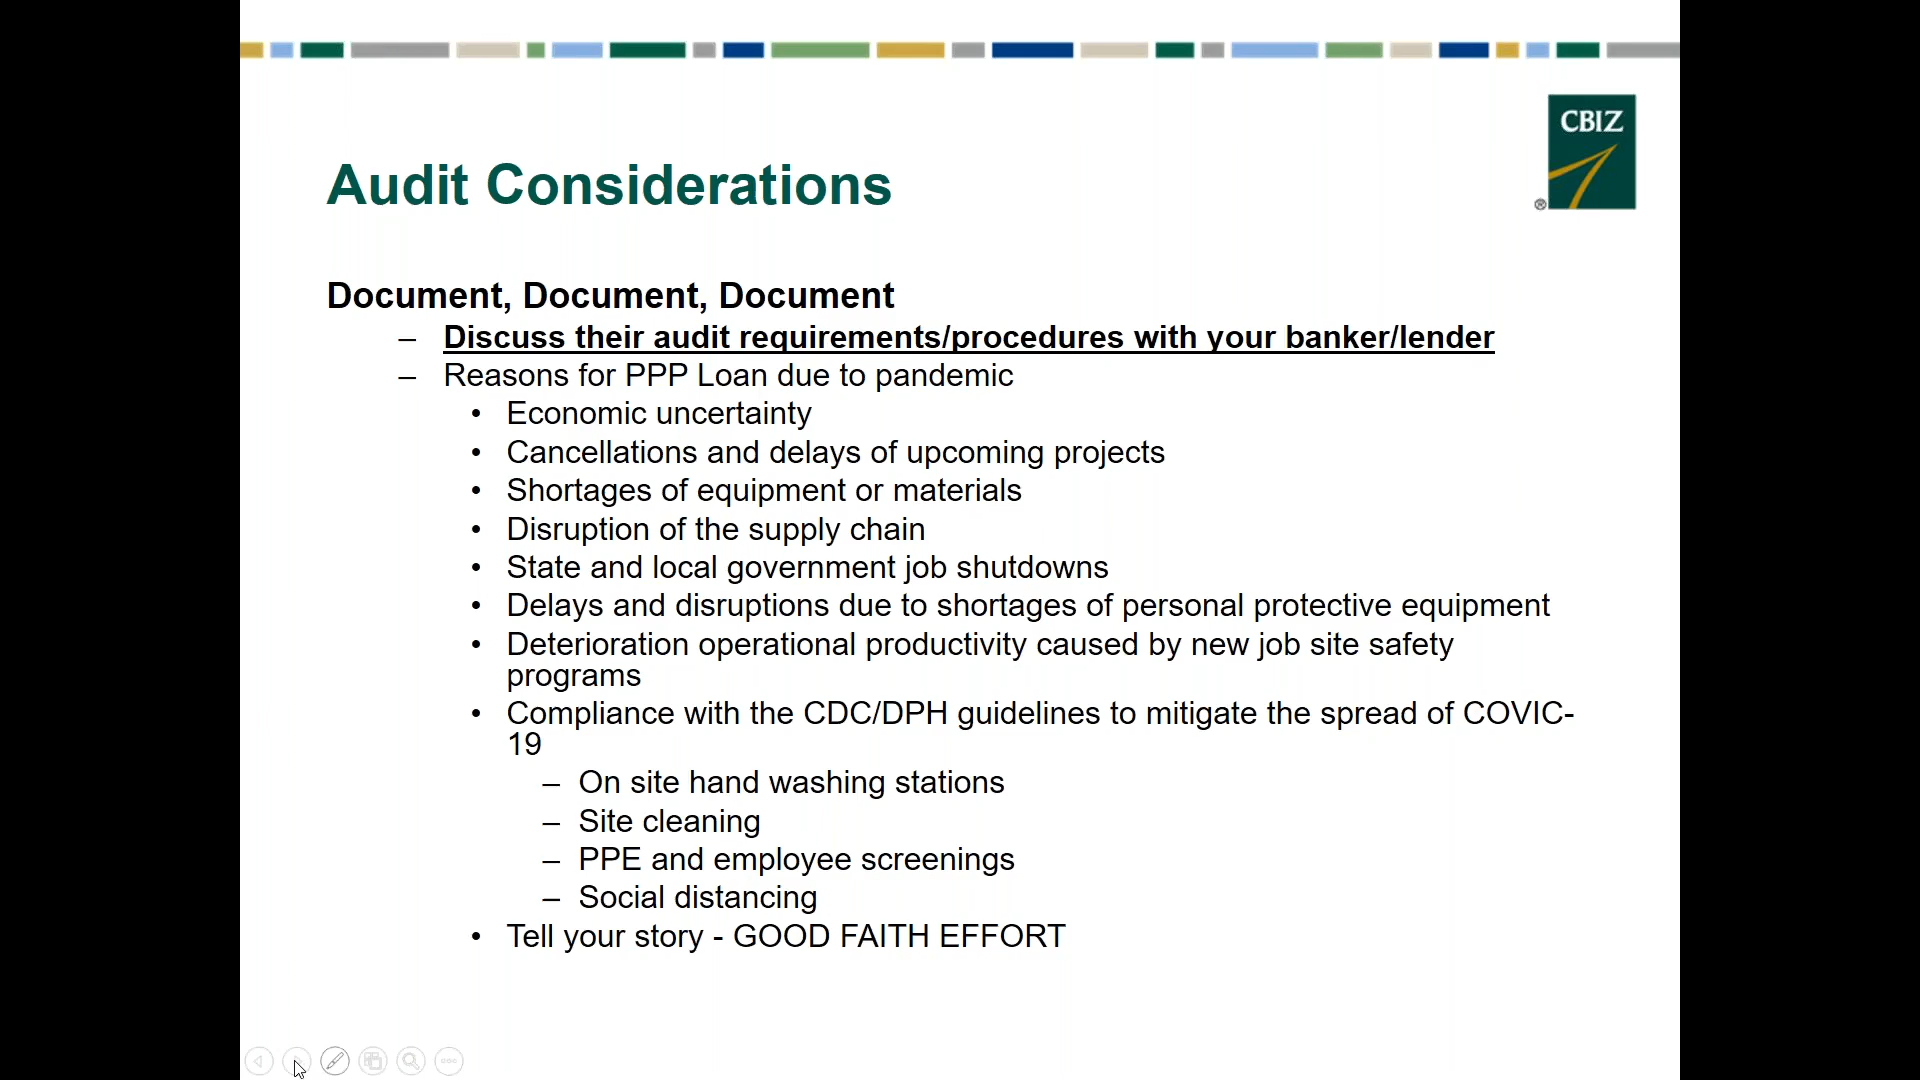 CBIZ
®
Audit Considerations
Document, Document, Document
– Discuss their audit requirements/procedures with your banker/lender
– Reasons for PPP Loan due to pandemic
• Economic uncertainty
• Cancellations and delays of upcoming projects
• Shortages of equipment or materials
• Disruption of the supply chain
• State and local government job shutdowns
• Delays and disruptions due to shortages of personal protective equipment
• Deterioration operational productivity caused by new job site safety
programs
• Compliance with the CDC/DPH guidelines to mitigate the spread of COVIC-
19
– On site hand washing stations
– Site cleaning
– PPE and employee screenings
– Social distancing
• Tell your story - GOOD FAITH EFFORT